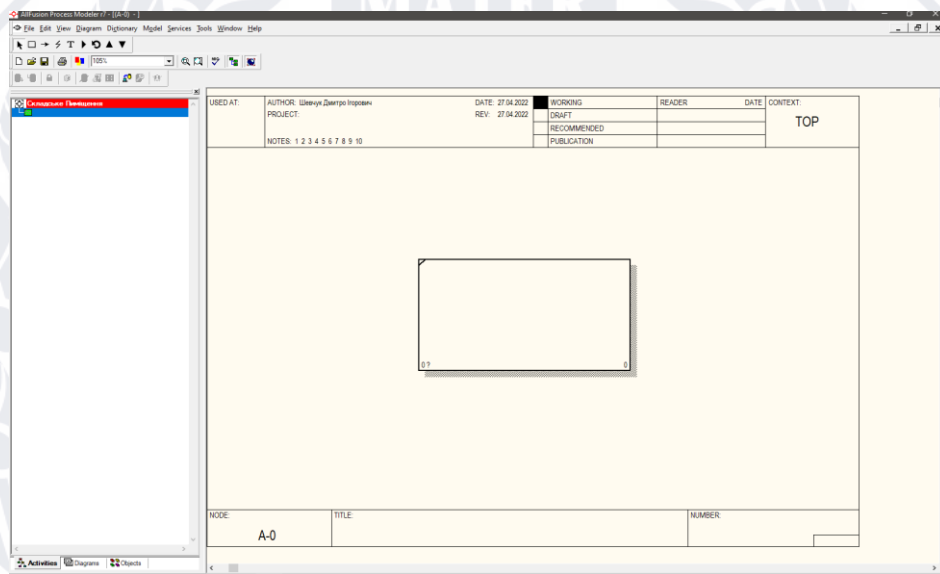 AllFusion Process Modeler r7 - [(A-0) - ]
File Edit View Diagram Dictionary Model Services Tools Window Help
105%
Складське Приміщення
USED AT:
AUTHOR: Шевчук Дмитро Ігорович
DATE: 27.04.2022
WORKING
READER
DATE
CONTEXT:
PROJECT:
REV: 27.04.2022
DRAFT
TOP
RECOMMENDED
NOTES: 1 2 3 4 5 6 7 8 9 10
PUBLICATION
0 ?
0
NODE:
TITLE:
NUMBER:
A-0
Activities
Diagrams
Objects